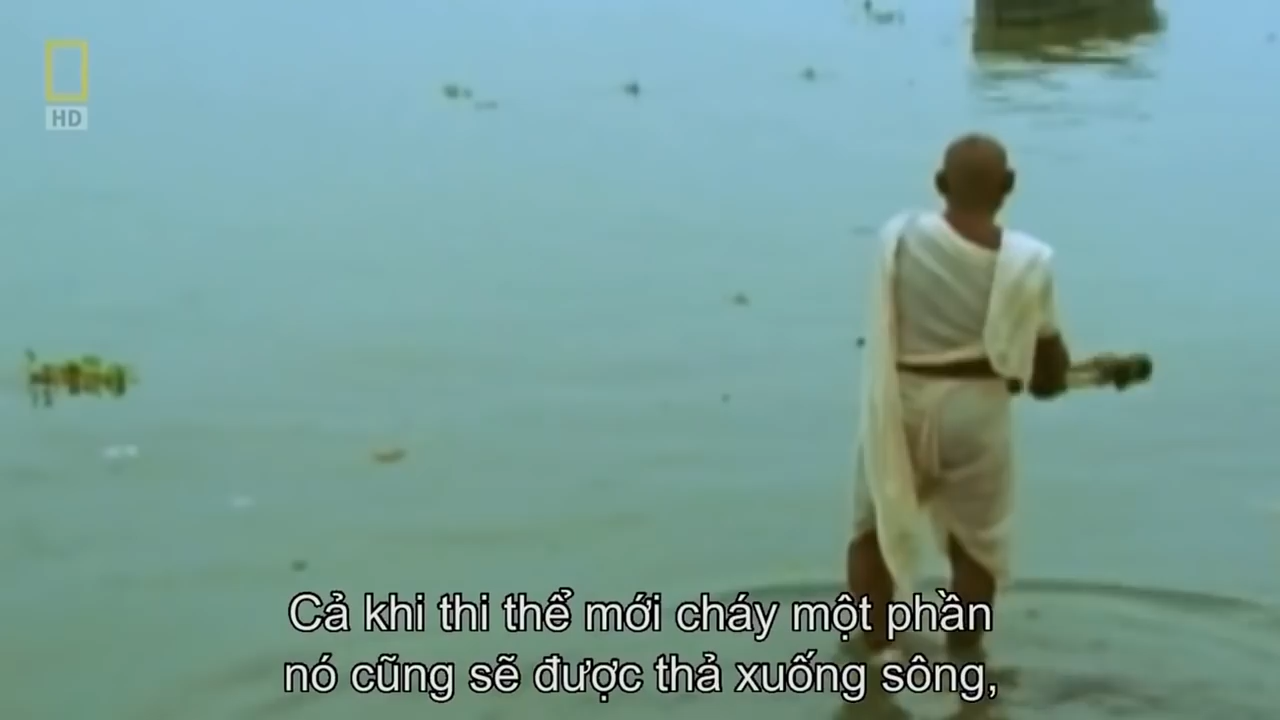 HD
Cả khi thi thể mới cháy một phần
nó cũng sẽ được thả xuống sông,